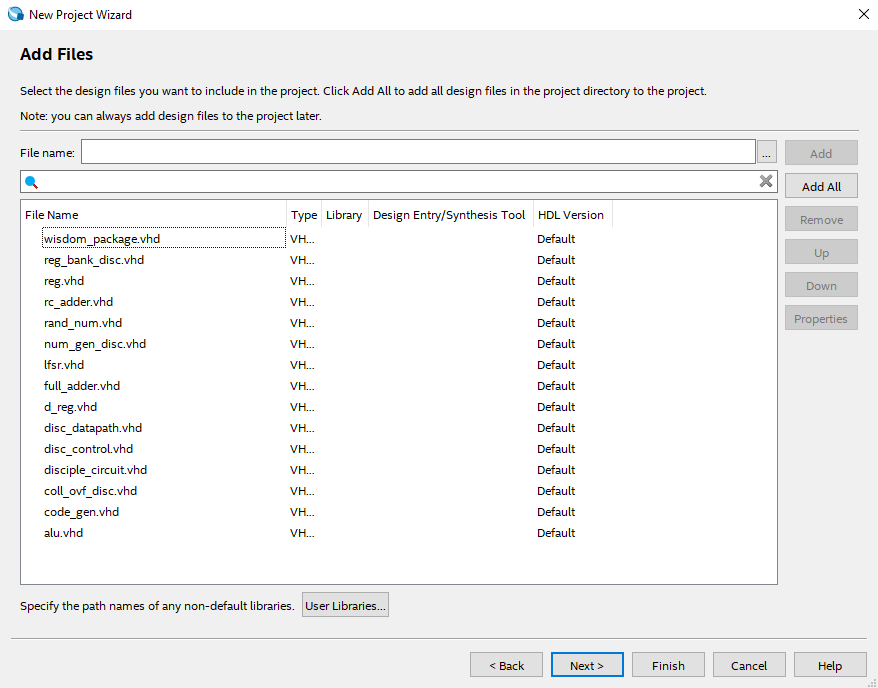 New Project Wizard
Add Files
Select the design files you want to include in the project. Click Add All to add all design files in the project directory to the project.
Note: you can always add design files to the project later.
File name: ... Add
Add All
File Name Type Library Design Entry/Synthesis Tool HDL Version Remove
wisdom_package.vhd VH... Default
reg_bank_disc.vhd VH... Default Up
reg.vhd VH... Default Down
rc_adder.vhd VH... Default
rand_num.vhd VH... Default Properties
num_gen_disc.vhd VH... Default
lfsr.vhd VH... Default
full_adder.vhd VH... Default
d_reg.vhd VH... Default
disc_datapath.vhd VH... Default
disc_control.vhd VH... Default
disciple_circuit.vhd VH... Default
coll_ovf_disc.vhd VH... Default
code_gen.vhd VH... Default
alu.vhd VH... Default
Specify the path names of any non-default libraries. User Libraries...
< Back Next > Finish Cancel Help